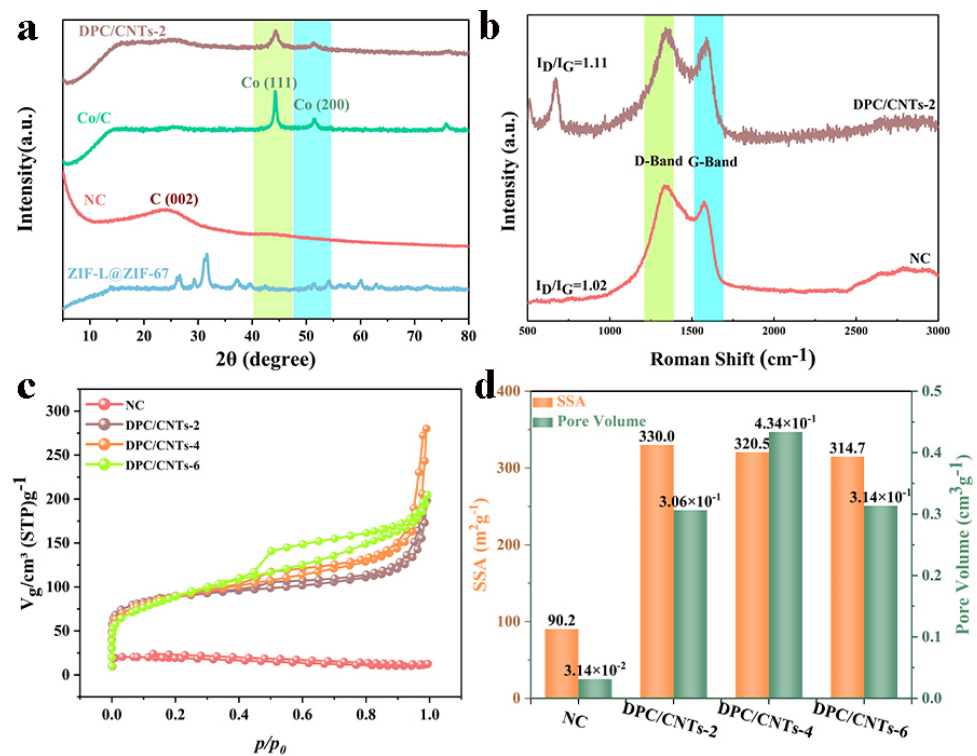 a
DPC/CNTs-2
Co (111)
Co (200)
Co/C
NC
C (002)
ZIF-L@ZIF-67
Intensity(a.u.)
10 20 30 40 50 60 70 80
2θ (degree)
b
I_D/I_G=1.11
DPC/CNTs-2
D-Band G-Band
NC
I_D/I_G=1.02
Intensity (a.u.)
500 1000 1500 2000 2500 3000
Roman Shift (cm⁻¹)
c
NC
DPC/CNTs-2
DPC/CNTs-4
DPC/CNTs-6
300
250
200
150
100
50
0
V_g/cm³ (STP)g⁻¹
0.0 0.2 0.4 0.6 0.8 1.0
p/p₀
d
SSA
Pore Volume
400
300
200
100
0
SSA (m²g⁻¹)
90.2
3.14×10⁻²
330.0
3.06×10⁻¹
320.5
4.34×10⁻¹
314.7
3.14×10⁻¹
0.5
0.4
0.3
0.2
0.1
0.0
Pore Volume (cm³g⁻¹)
NC DPC/CNTs-2 DPC/CNTs-4 DPC/CNTs-6